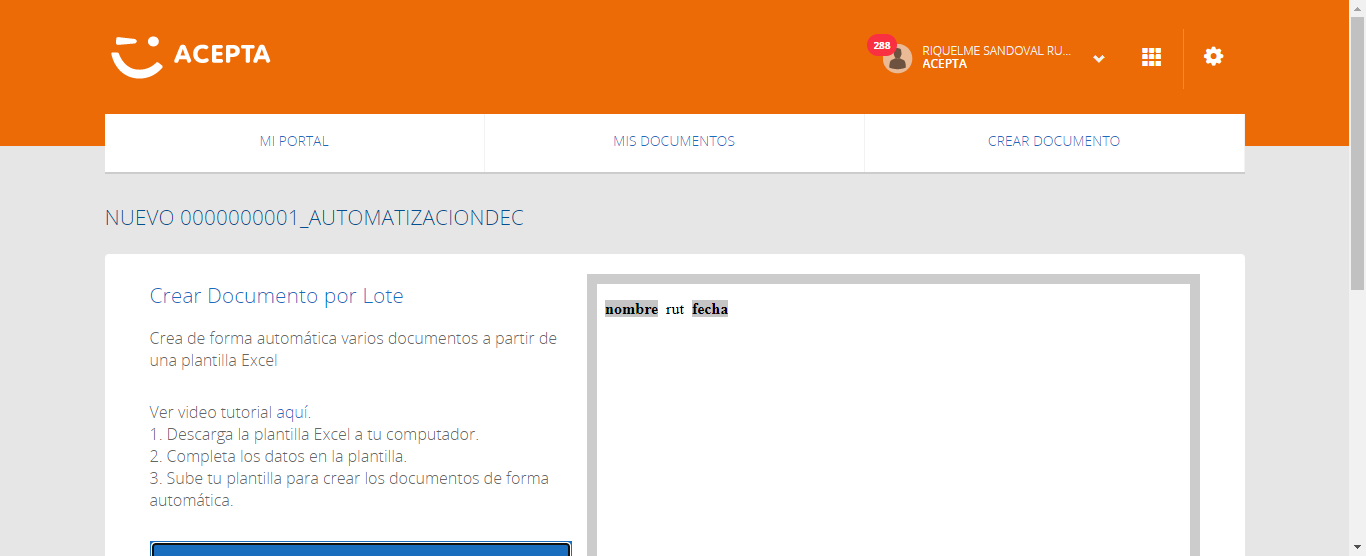 ACEPTA
288
RIQUELME SANDOVAL RU...
ACEPTA
MI PORTAL
MIS DOCUMENTOS
CREAR DOCUMENTO
NUEVO 0000000001_AUTOMATIZACIONDEC
Crear Documento por Lote
Crea de forma automática varios documentos a partir de
una plantilla Excel
Ver video tutorial aquí.
1. Descarga la plantilla Excel a tu computador.
2. Completa los datos en la plantilla.
3. Sube tu plantilla para crear los documentos de forma
automática.
nombre rut fecha